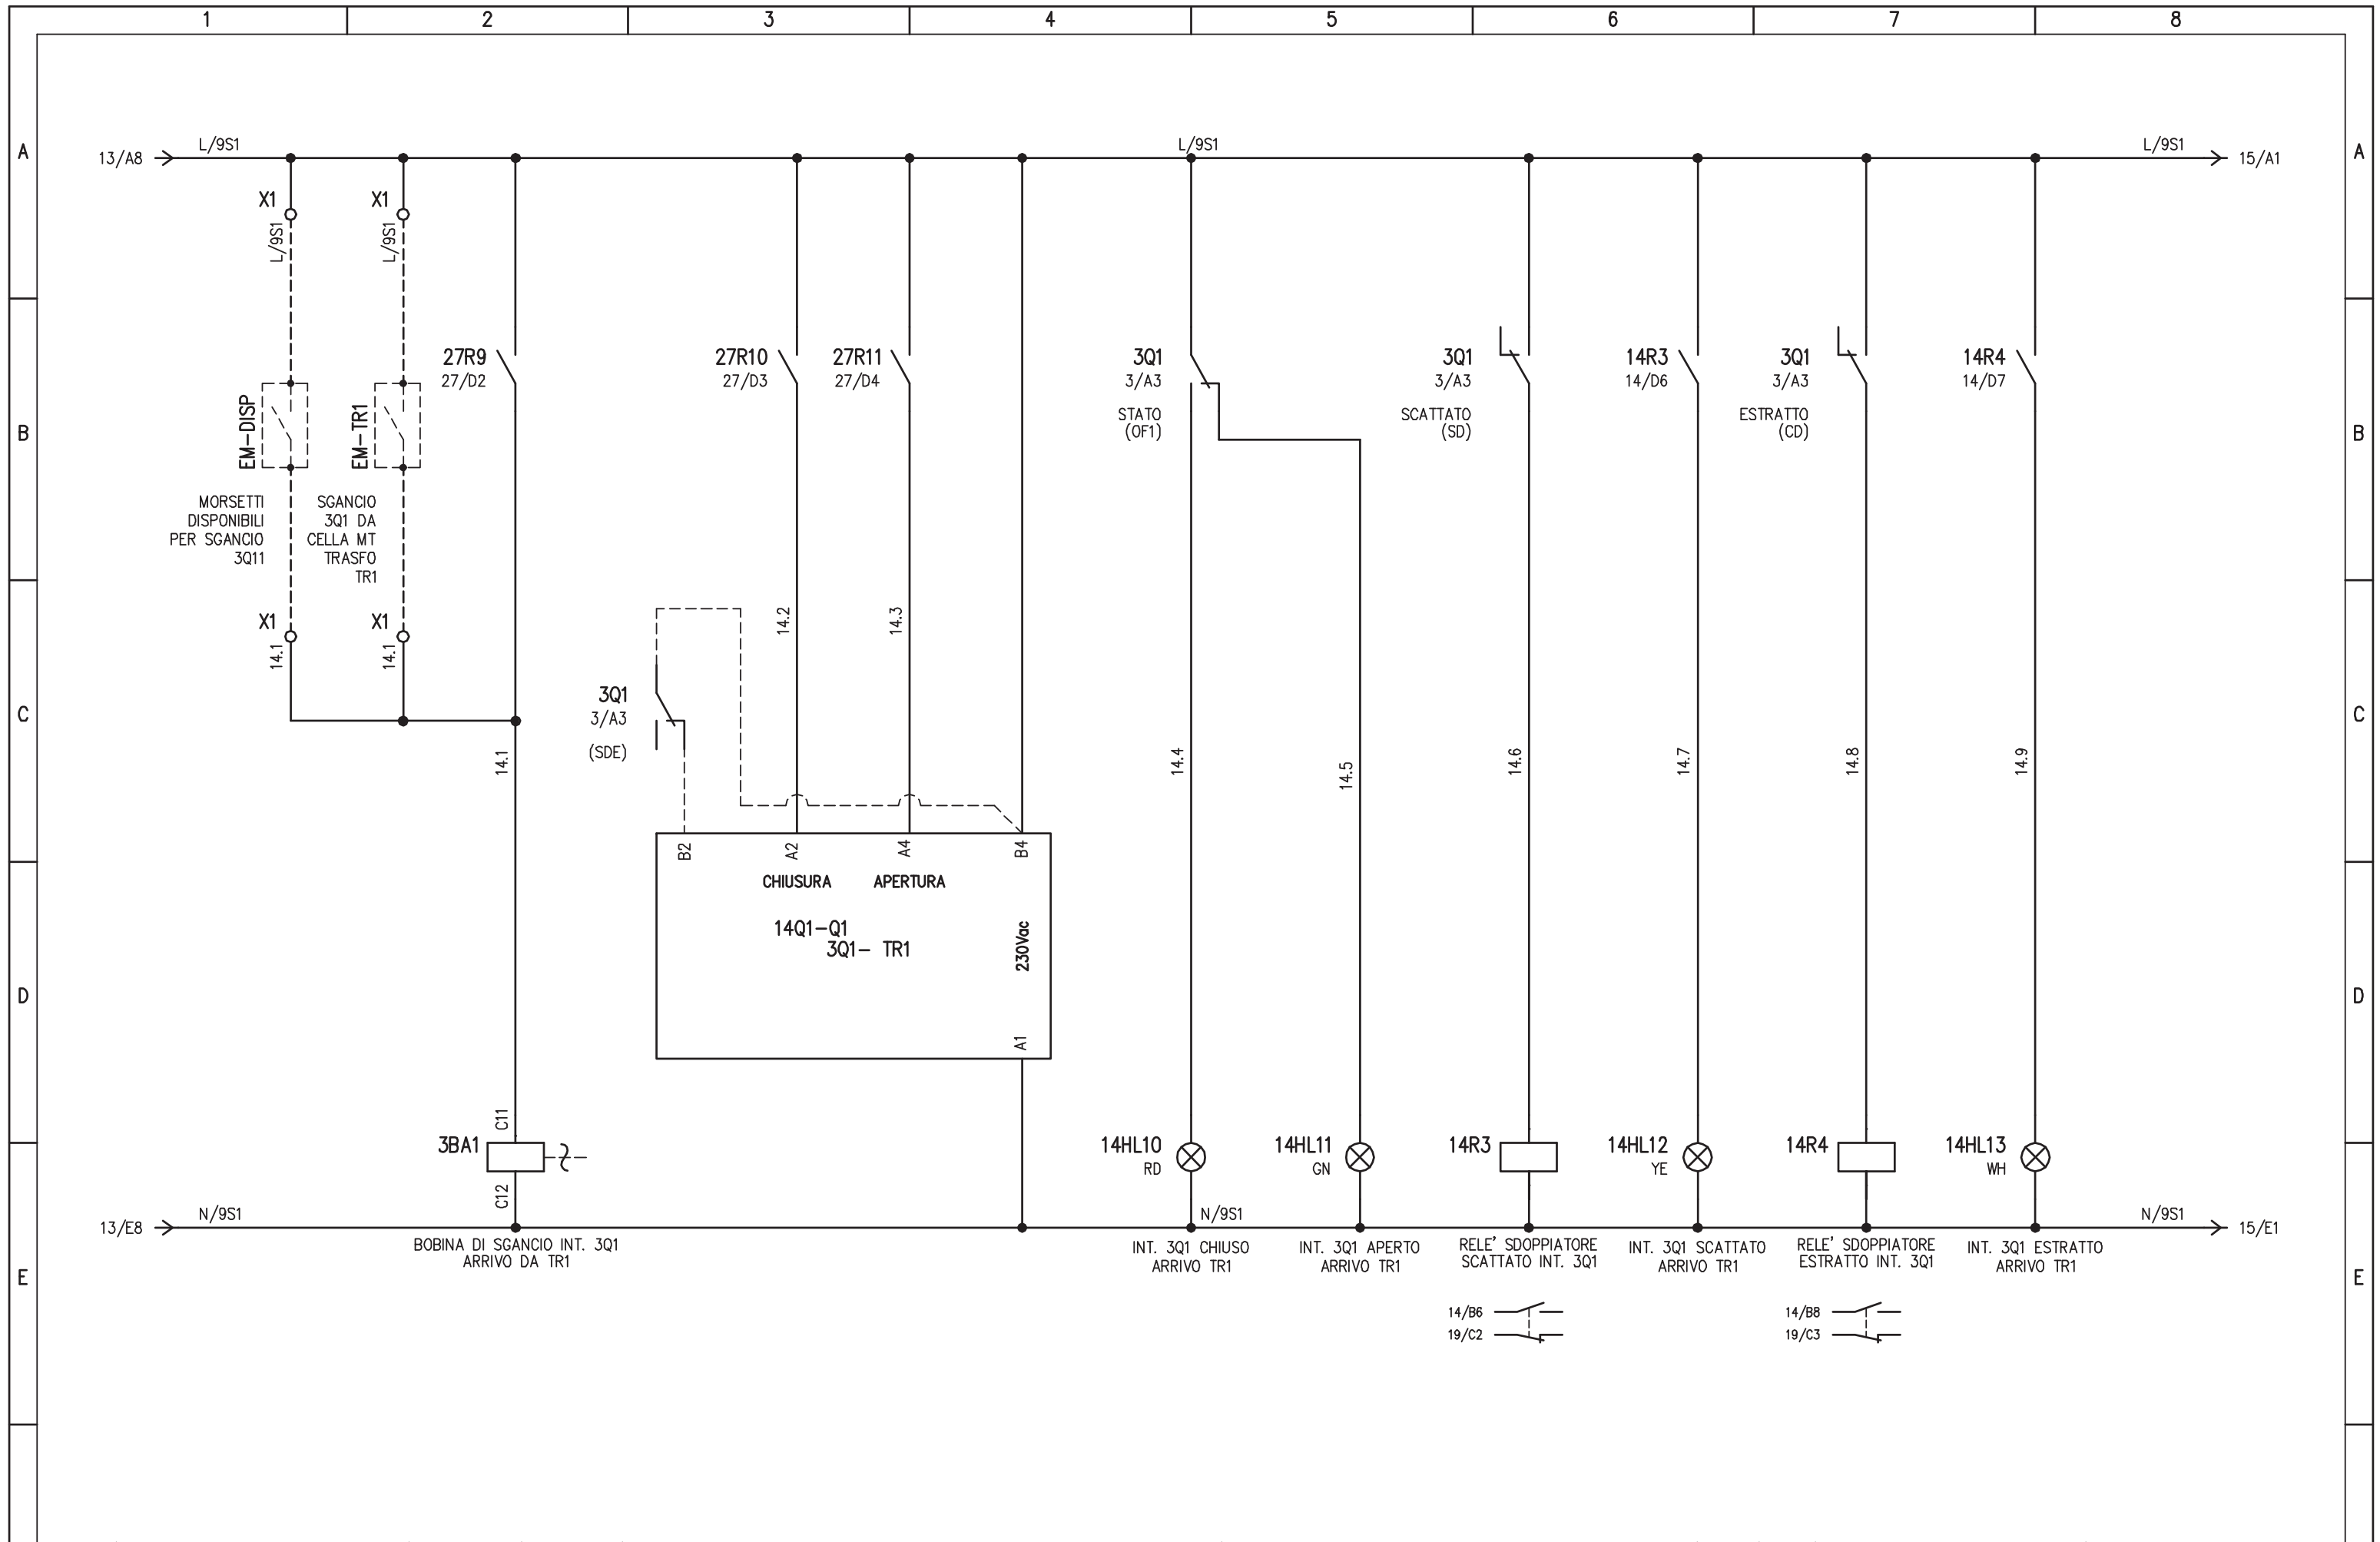 1 2 3 4 5 6 7 8
A A
13/A8 L/9S1 L/9S1 L/9S1 15/A1
X1 X1
L/9S1 L/9S1
27R9
27/D2
27R10
27/D3
27R11
27/D4
3Q1
3/A3
STATO
(OF1)
3Q1
3/A3
SCATTATO
(SD)
14R3
14/D6
3Q1
3/A3
ESTRATTO
(CD)
14R4
14/D7
B B
EM-DISP
EM-TR1
MORSETTI
DISPONIBILI
PER SGANCIO
3Q11
SGANCIO
3Q1 DA
CELLA MT
TRASFO
TR1
X1 X1
14.1 14.1
14.2 14.3
C C
3Q1
3/A3
(SDE)
14.1 14.4 14.5 14.6 14.7 14.8 14.9
B2 A2 A4 B4
CHIUSURA APERTURA
14Q1-Q1
3Q1- TR1
230Vac
A1
D D
C11
3BA1
C12
14HL10
RD
14HL11
GN
14R3
14HL12
YE
14R4
14HL13
WH
13/E8 N/9S1 N/9S1 N/9S1 15/E1
BOBINA DI SGANCIO INT. 3Q1
ARRIVO DA TR1
INT. 3Q1 CHIUSO
ARRIVO TR1
INT. 3Q1 APERTO
ARRIVO TR1
RELE' SDOPPIATORE
SCATTATO INT. 3Q1
INT. 3Q1 SCATTATO
ARRIVO TR1
RELE' SDOPPIATORE
ESTRATTO INT. 3Q1
INT. 3Q1 ESTRATTO
ARRIVO TR1
E E
14/B6
19/C2
14/B8
19/C3